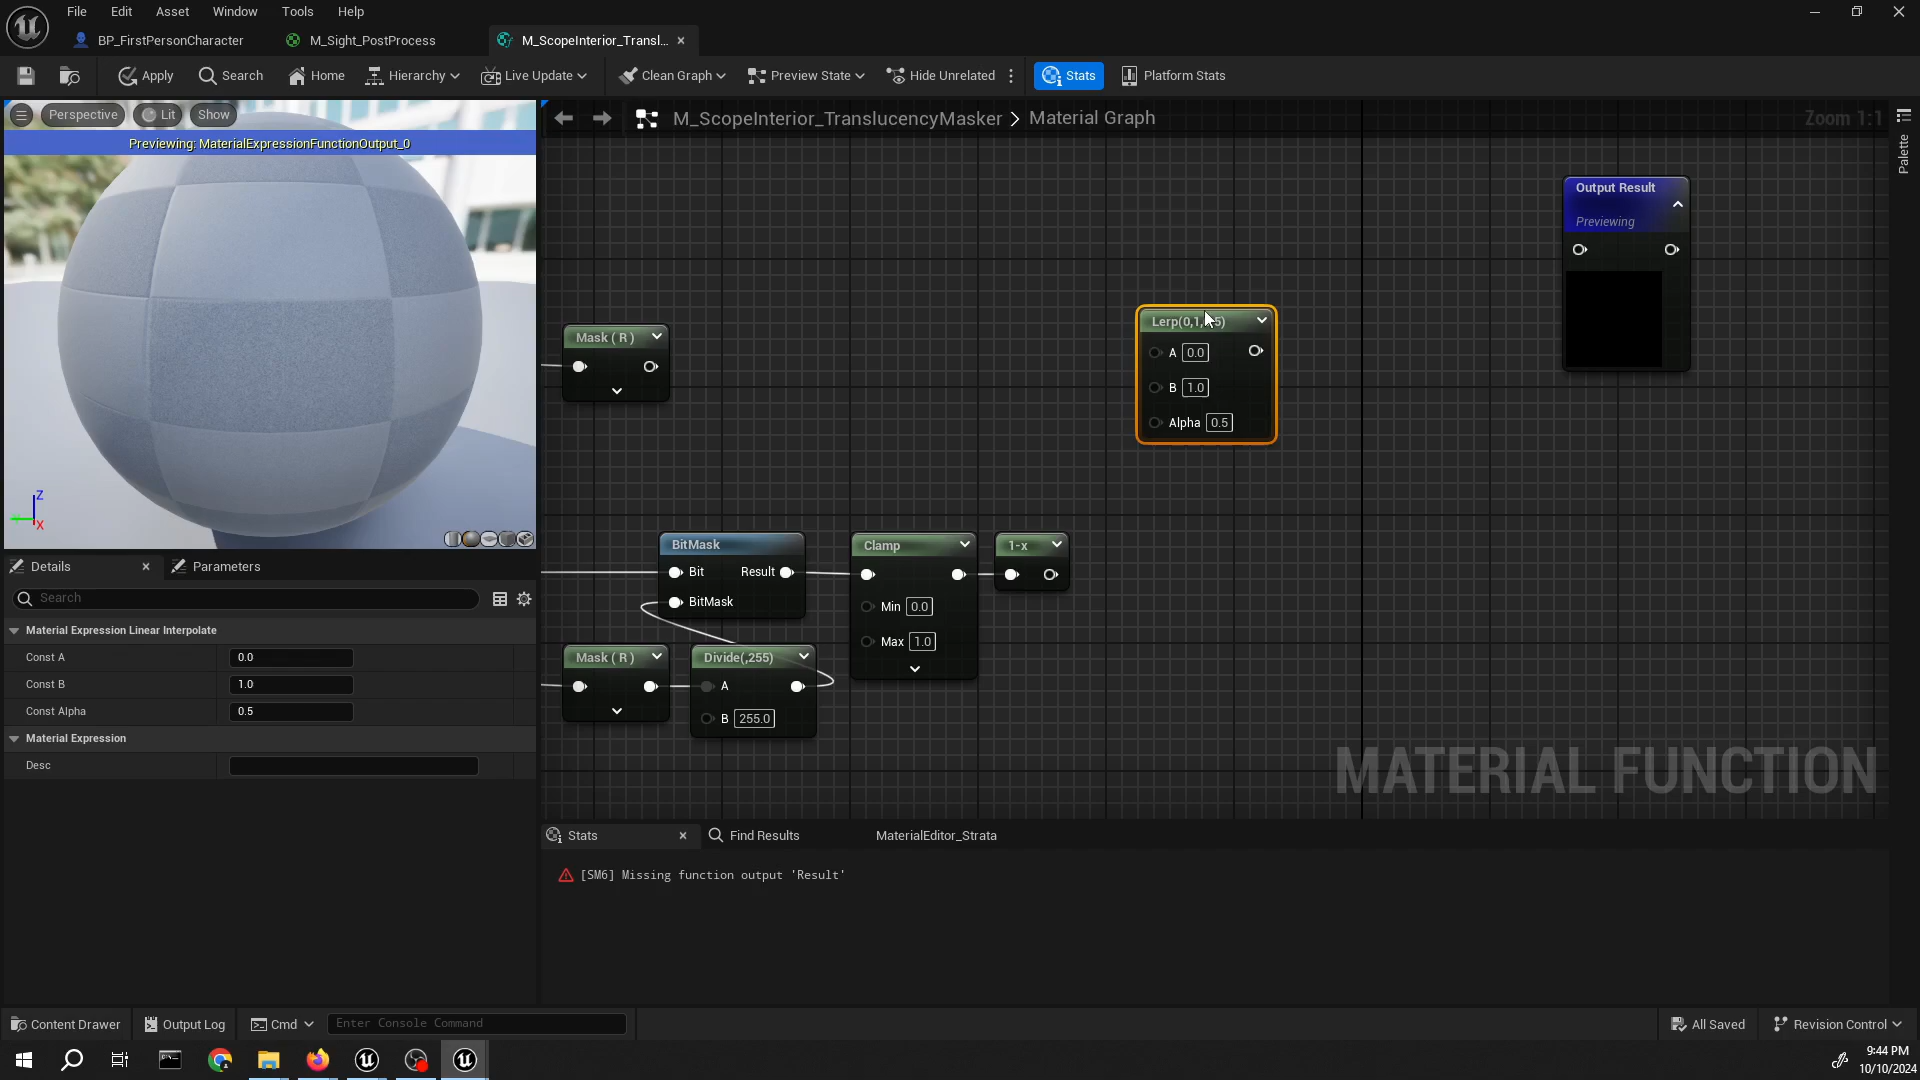 File Edit Asset Window Tools Help
BP_FirstPersonCharacter M_Sight_PostProcess M_ScopeInterior_Transl...
Apply Search Home Hierarchy Live Update Clean Graph Preview State Hide Unrelated Stats Platform Stats
Perspective Lit Show
Previewing: MaterialExpressionFunctionOutput_0
Z
X
M_ScopeInterior_TranslucencyMasker > Material Graph
Zoom 1:1
Palette
Output Result
Previewing
Mask ( R )
A 0.0
B 1.0
Alpha 0.5
BitMask
Bit Result
BitMask
Clamp
Min 0.0
Max 1.0
1-x
Mask ( R )
Divide(,255)
A
B 255.0
MATERIAL FUNCTION
Details Parameters
Search
Material Expression Linear Interpolate
Const A 0.0
Const B 1.0
Const Alpha 0.5
Material Expression
Desc
Stats Find Results MaterialEditor_Strata
[SM6] Missing function output 'Result'
Content Drawer Output Log Cmd Enter Console Command All Saved Revision Control
9:44 PM
10/10/2024